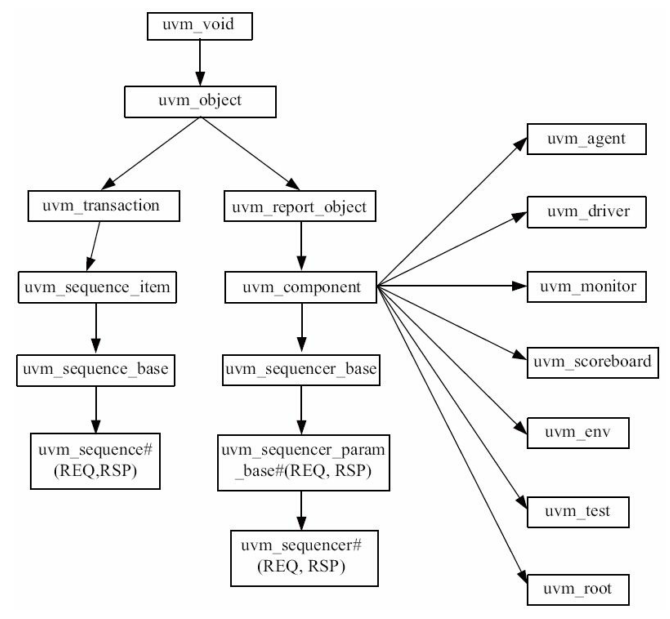 uvm_void
uvm_object
uvm_transaction
uvm_report_object
uvm_sequence_item
uvm_component
uvm_sequence_base
uvm_sequencer_base
uvm_sequence#
(REQ,RSP)
uvm_sequencer_param
_base#(REQ, RSP)
uvm_sequencer#
(REQ, RSP)
uvm_agent
uvm_driver
uvm_monitor
uvm_scoreboard
uvm_env
uvm_test
uvm_root